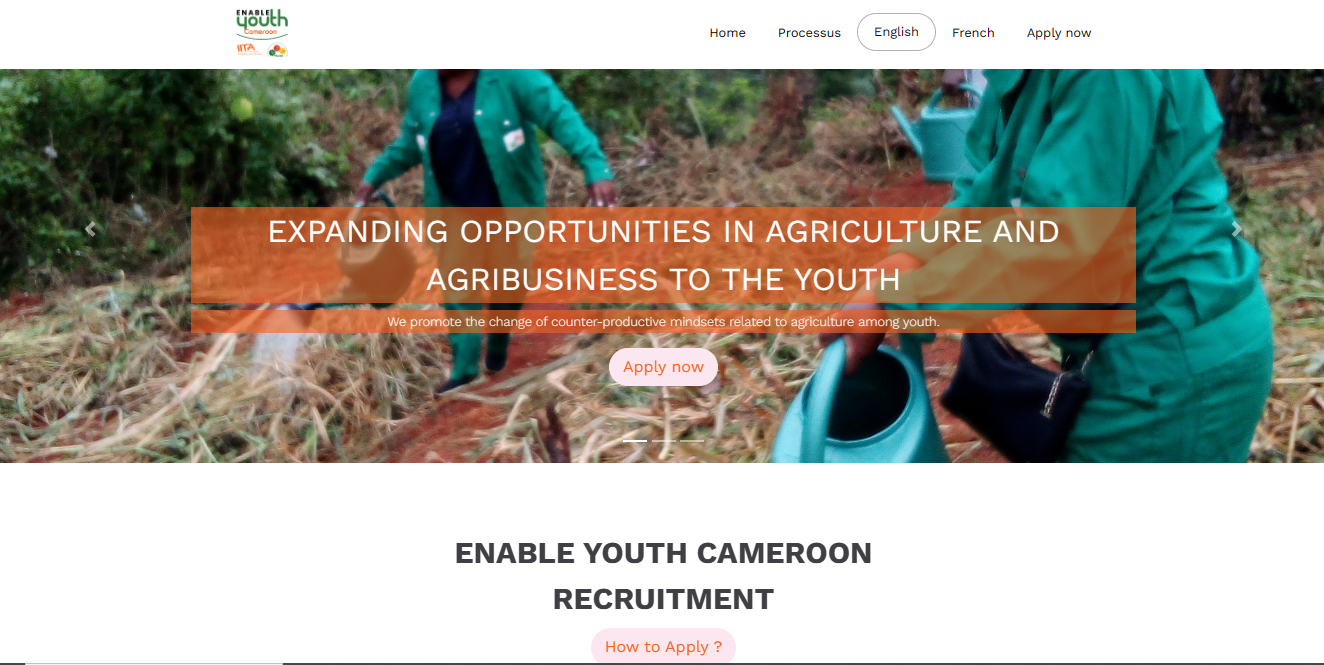 ENABLE
youth
Cameroon
IITA
Home
Processus
English
French
Apply now
EXPANDING OPPORTUNITIES IN AGRICULTURE AND
AGRIBUSINESS TO THE YOUTH
We promote the change of counter-productive mindsets related to agriculture among youth.
Apply now
ENABLE YOUTH CAMEROON
RECRUITMENT
How to Apply ?